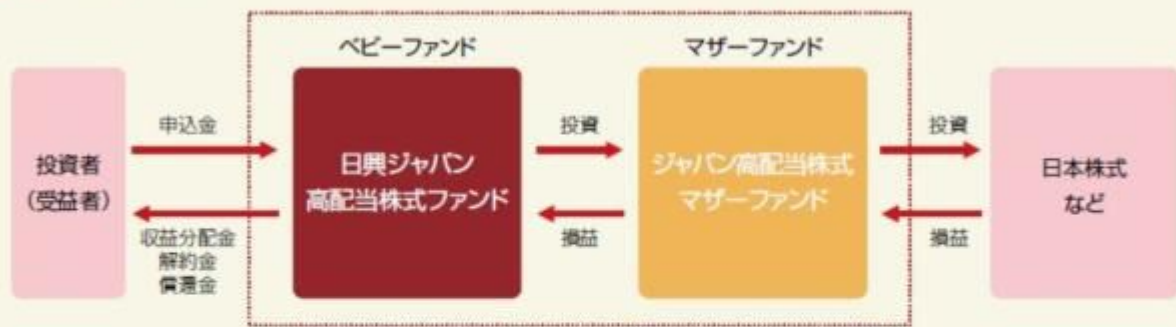 ベビーファンド
マザーファンド
投資者
（受益者）
申込金
収益分配金
解約金
償還金
日興ジャパン
高配当株式ファンド
投資
損益
ジャパン高配当株式
マザーファンド
投資
損益
日本株式
など